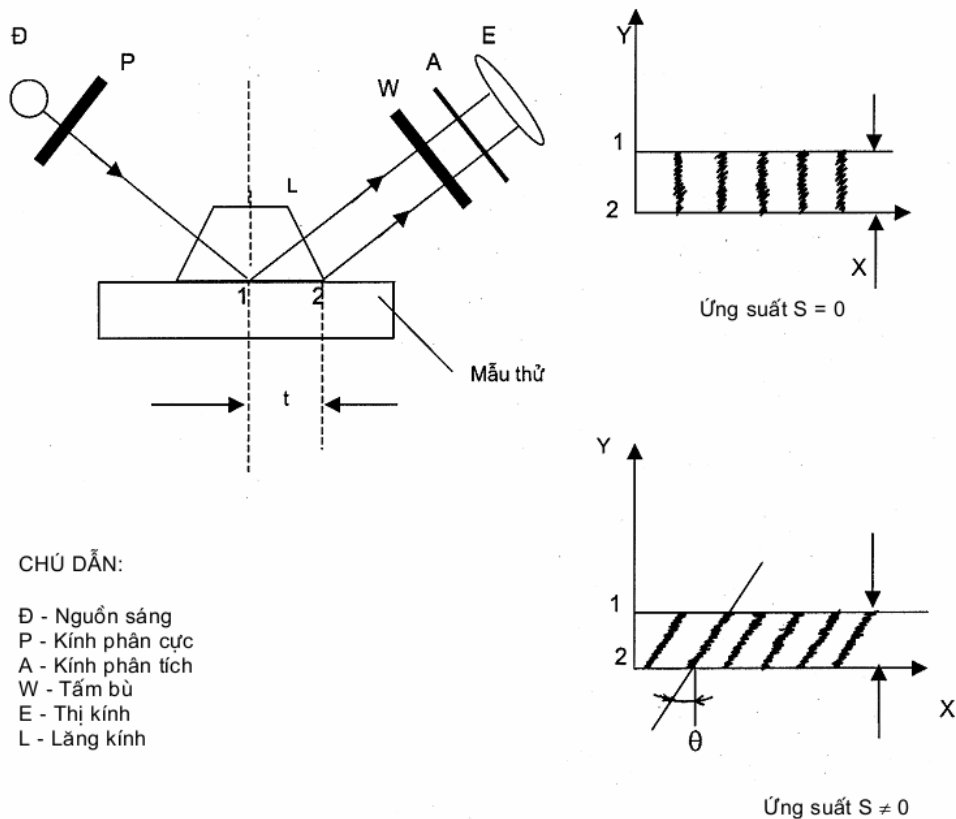 Đ
P
E
A
W
L
1
2
Mẫu thử
t
Y
1
2
X
Ứng suất S = 0
Y
1
2
X
θ
Ứng suất S ≠ 0
CHÚ DẪN:
Đ - Nguồn sáng
P - Kính phân cực
A - Kính phân tích
W - Tấm bù
E - Thị kính
L - Lăng kính